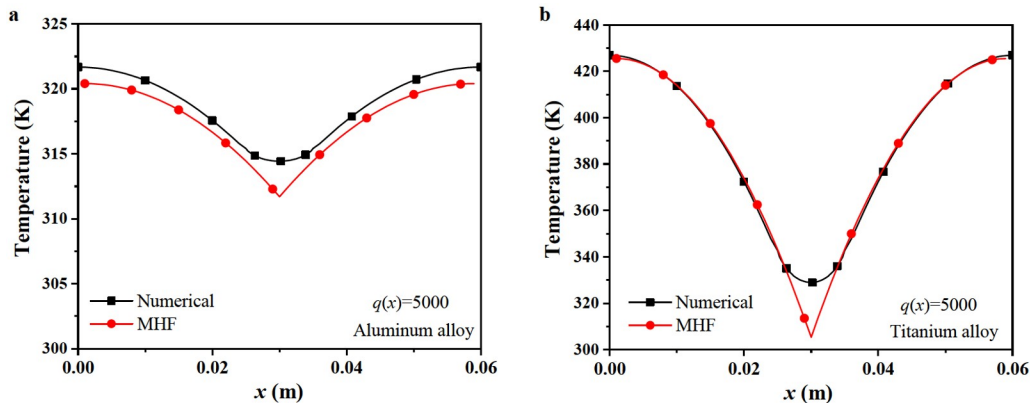 a
325
320
315
310
300
Temperature (K)
Numerical
MHF
q(x)=5000
Aluminum alloy
0.00
0.02
0.04
0.06
x (m)
b
440
420
400
380
360
340
320
310
300
Temperature (K)
Numerical
MHF
q(x)=5000
Titanium alloy
0.00
0.02
0.04
0.06
x (m)